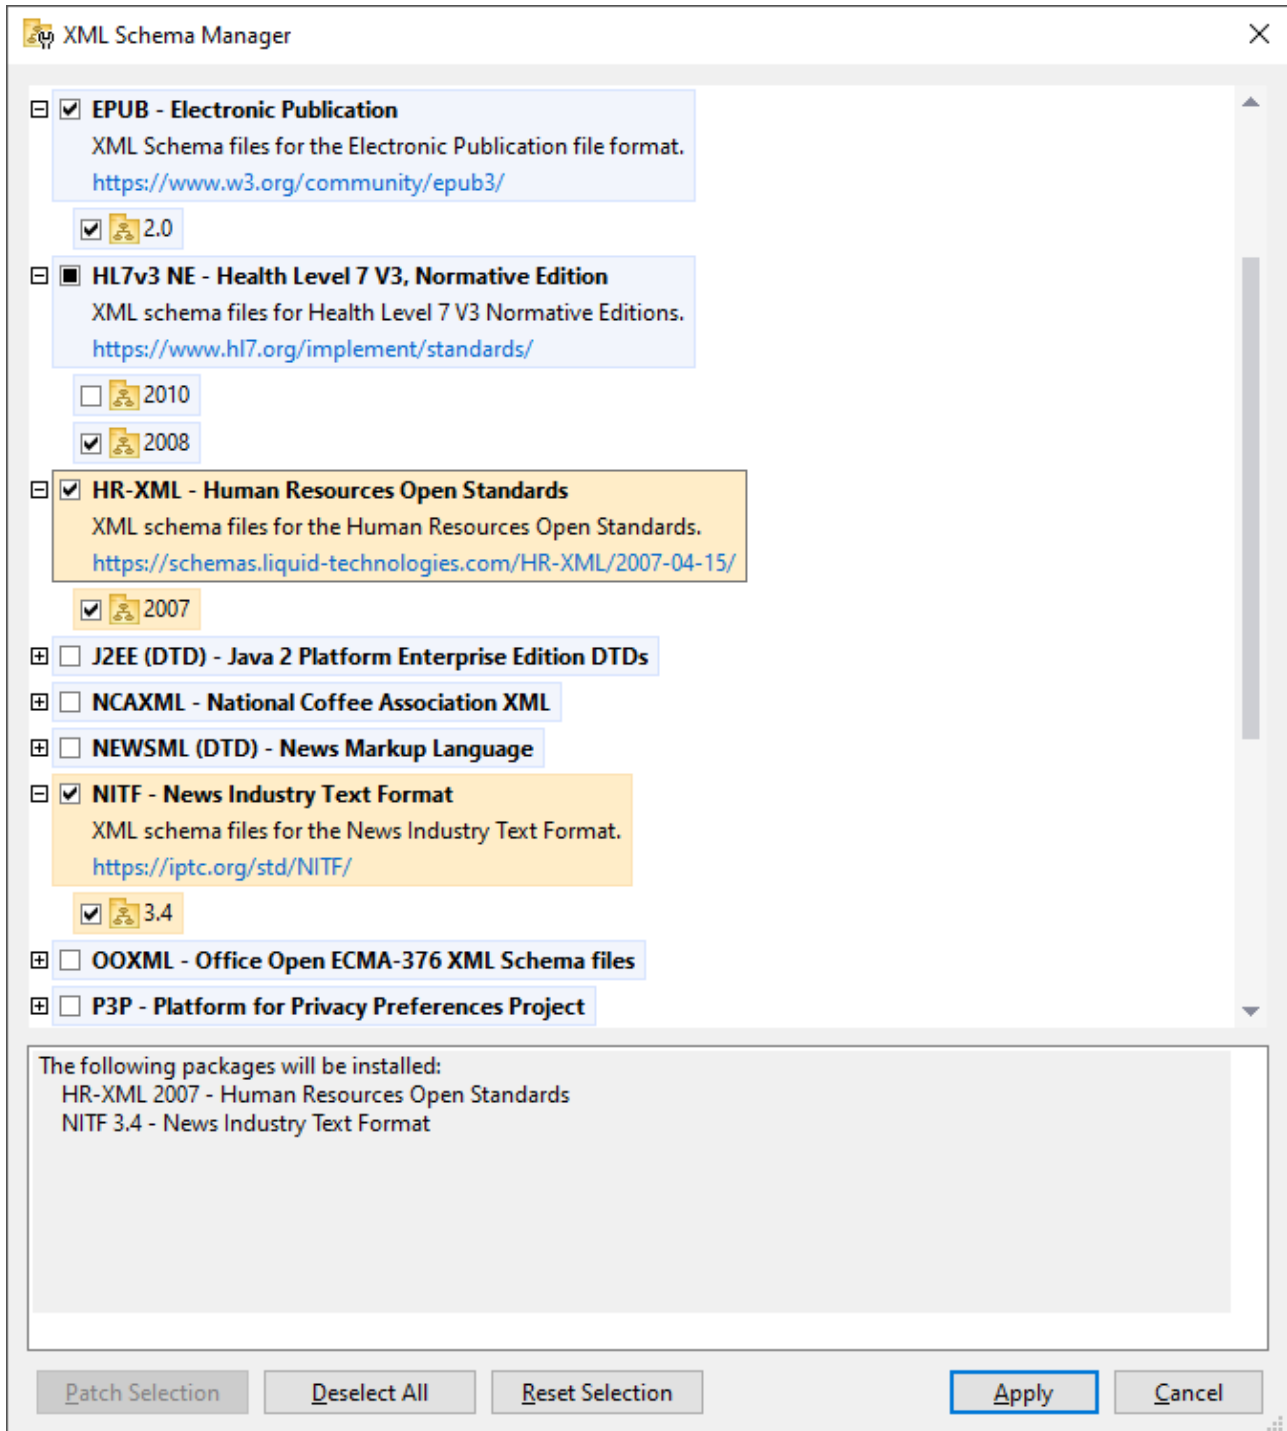 XML Schema Manager
EPUB - Electronic Publication
XML Schema files for the Electronic Publication file format.
https://www.w3.org/community/epub3/
2.0
HL7v3 NE - Health Level 7 V3, Normative Edition
XML schema files for Health Level 7 V3 Normative Editions.
https://www.hl7.org/implement/standards/
2010
2008
HR-XML - Human Resources Open Standards
XML schema files for the Human Resources Open Standards.
https://schemas.liquid-technologies.com/HR-XML/2007-04-15/
2007
J2EE (DTD) - Java 2 Platform Enterprise Edition DTDs
NCAXML - National Coffee Association XML
NEWSML (DTD) - News Markup Language
NITF - News Industry Text Format
XML schema files for the News Industry Text Format.
https://iptc.org/std/NITF/
3.4
OOXML - Office Open ECMA-376 XML Schema files
P3P - Platform for Privacy Preferences Project
The following packages will be installed:
HR-XML 2007 - Human Resources Open Standards
NITF 3.4 - News Industry Text Format
Patch Selection Deselect All Reset Selection Apply Cancel